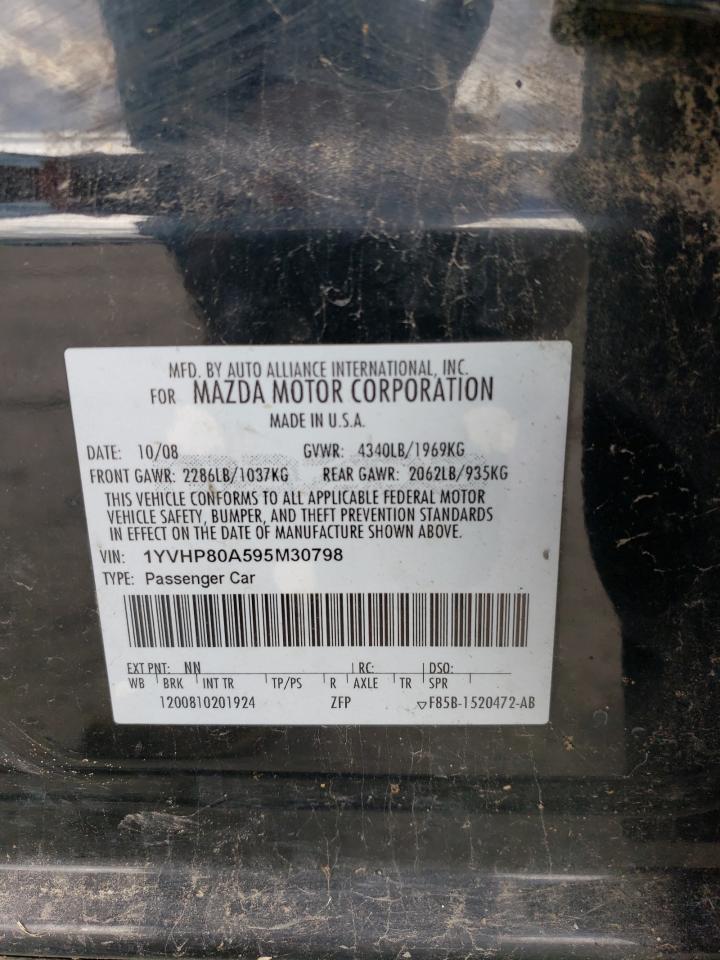 MFD. BY AUTO ALLIANCE INTERNATIONAL, INC.
FOR MAZDA MOTOR CORPORATION
MADE IN U.S.A.
DATE: 10/08 GVWR: 4340LB/1969KG
FRONT GAWR: 2286LB/1037KG REAR GAWR: 2062LB/935KG
THIS VEHICLE CONFORMS TO ALL APPLICABLE FEDERAL MOTOR
VEHICLE SAFETY, BUMPER, AND THEFT PREVENTION STANDARDS
IN EFFECT ON THE DATE OF MANUFACTURE SHOWN ABOVE.
VIN: 1YVHP80A595M30798
TYPE: Passenger Car
EXT PNT: NN RC: DSO:
WB BRK INT TR TP/PS R AXLE TR SPR
1200810201924 ZFP ▽F85B-1520472-AB